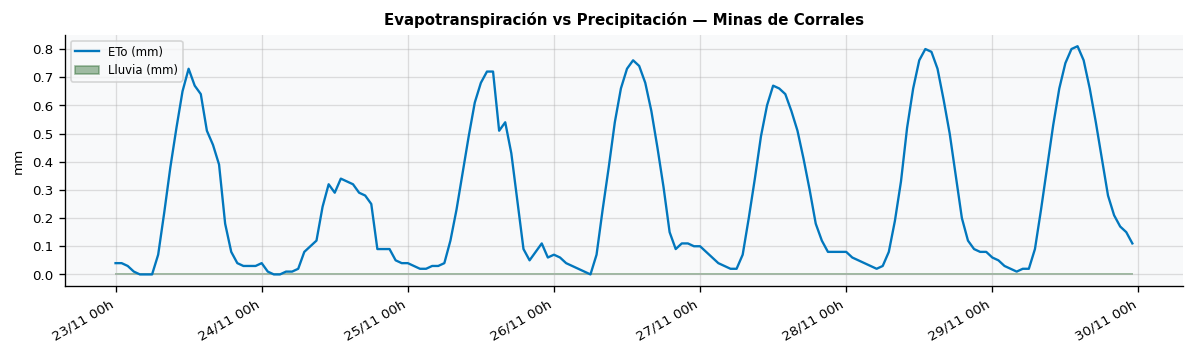 Evapotranspiración vs Precipitación — Minas de Corrales
ETo (mm)
Lluvia (mm)
mm
0.8
0.7
0.6
0.5
0.4
0.3
0.2
0.1
0.0
23/11 00h
24/11 00h
25/11 00h
26/11 00h
27/11 00h
28/11 00h
29/11 00h
30/11 00h